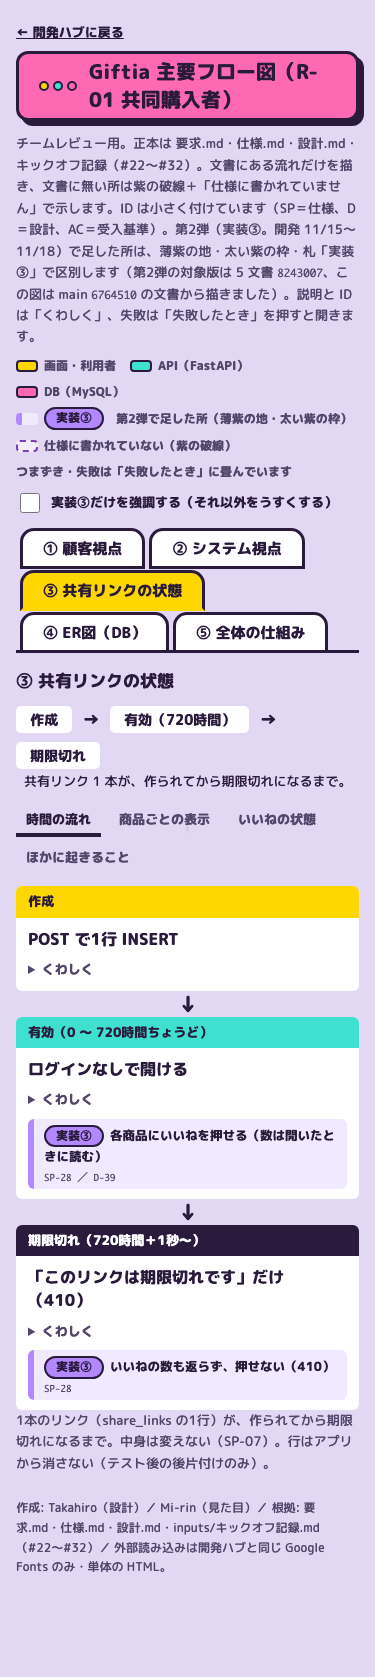 ← 開発ハブに戻る
Giftia 主要フロー図（R-
01 共同購入者）
チームレビュー用。正本は 要求.md・仕様.md・設計.md・
キックオフ記録（#22〜#32）。文書にある流れだけを描
き、文書に無い所は紫の破線＋「仕様に書かれていませ
ん」で示します。ID は小さく付けています（SP＝仕様、D
＝設計、AC＝受入基準）。第2弾（実装③。開発 11/15〜
11/18）で足した所は、薄紫の地・太い紫の枠・札「実装
③」で区別します（第2弾の対象版は 5 文書 8243007、こ
の図は main 6764510 の文書から描きました）。説明と ID
は「くわしく」、失敗は「失敗したとき」を押すと開きま
す。
画面・利用者 API（FastAPI）
DB（MySQL）
実装③ 第2弾で足した所（薄紫の地・太い紫の枠）
仕様に書かれていない（紫の破線）
つまずき・失敗は「失敗したとき」に畳んでいます
実装③だけを強調する（それ以外をうすくする）
① 顧客視点 ② システム視点
③ 共有リンクの状態
④ ER図（DB） ⑤ 全体の仕組み
③ 共有リンクの状態
作成 → 有効（720時間） →
期限切れ
共有リンク 1 本が、作られてから期限切れになるまで。
時間の流れ 商品ごとの表示 いいねの状態
ほかに起きること
作成
POST で1行 INSERT
▶ くわしく
↓
有効（0 〜 720時間ちょうど）
ログインなしで開ける
▶ くわしく
実装③ 各商品にいいねを押せる（数は開いたと
きに読む）
SP-28 ／ D-39
↓
期限切れ（720時間＋1秒〜）
「このリンクは期限切れです」だけ
（410）
▶ くわしく
実装③ いいねの数も返らず、押せない（410）
SP-28
1本のリンク（share_links の1行）が、作られてから期限
切れになるまで。中身は変えない（SP-07）。行はアプリ
から消さない（テスト後の後片付けのみ）。
作成: Takahiro（設計）／ Mi-rin（見た目）／ 根拠: 要
求.md・仕様.md・設計.md・inputs/キックオフ記録.md
（#22〜#32）／ 外部読み込みは開発ハブと同じ Google
Fonts のみ・単体の HTML。